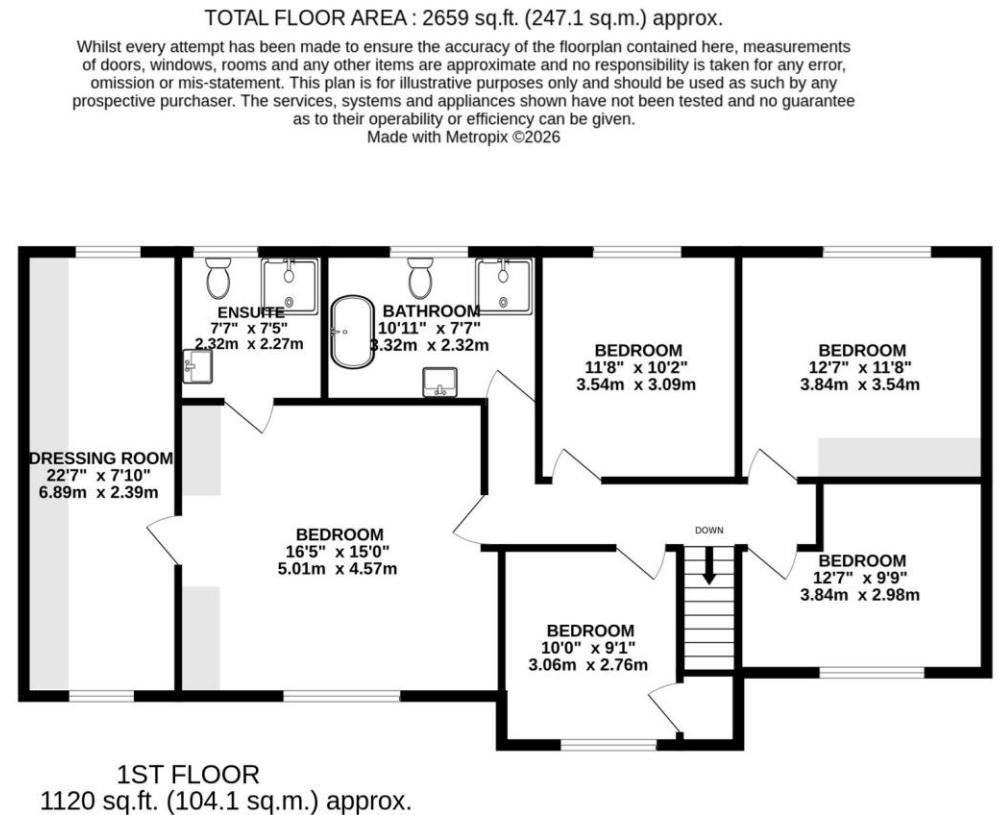 TOTAL FLOOR AREA : 2659 sq.ft. (247.1 sq.m.) approx.
Whilst every attempt has been made to ensure the accuracy of the floorplan contained here, measurements
of doors, windows, rooms and any other items are approximate and no responsibility is taken for any error,
omission or mis-statement. This plan is for illustrative purposes only and should be used as such by any
prospective purchaser. The services, systems and appliances shown have not been tested and no guarantee
as to their operability or efficiency can be given.
Made with Metropix ©2026
ENSUITE
7'7" x 7'5"
2.32m x 2.27m
BATHROOM
10'11" x 7'7"
3.32m x 2.32m
BEDROOM
11'8" x 10'2"
3.54m x 3.09m
BEDROOM
12'7" x 11'8"
3.84m x 3.54m
DRESSING ROOM
22'7" x 7'10"
6.89m x 2.39m
BEDROOM
16'5" x 15'0"
5.01m x 4.57m
DOWN
BEDROOM
12'7" x 9'9"
3.84m x 2.98m
BEDROOM
10'0" x 9'1"
3.06m x 2.76m
1ST FLOOR
1120 sq.ft. (104.1 sq.m.) approx.